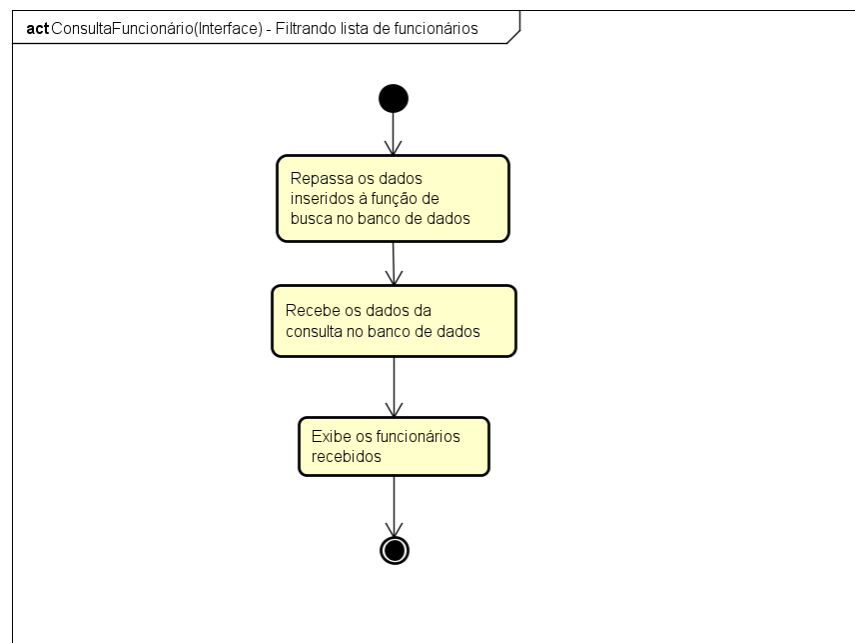 act ConsultaFuncionário(Interface) - Filtrando lista de funcionários
Repassa os dados
inseridos à função de
busca no banco de dados
Recebe os dados da
consulta no banco de dados
Exibe os funcionários
recebidos